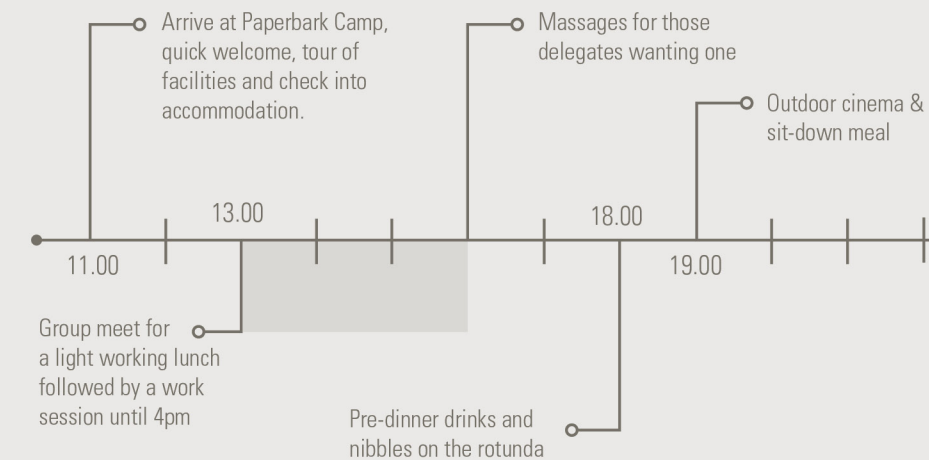 Arrive at Paperbark Camp,
quick welcome, tour of
facilities and check into
accommodation.
Massages for those
delegates wanting one
Outdoor cinema &
sit-down meal
13.00
18.00
11.00
19.00
Group meet for
a light working lunch
followed by a work
session until 4pm
Pre-dinner drinks and
nibbles on the rotunda